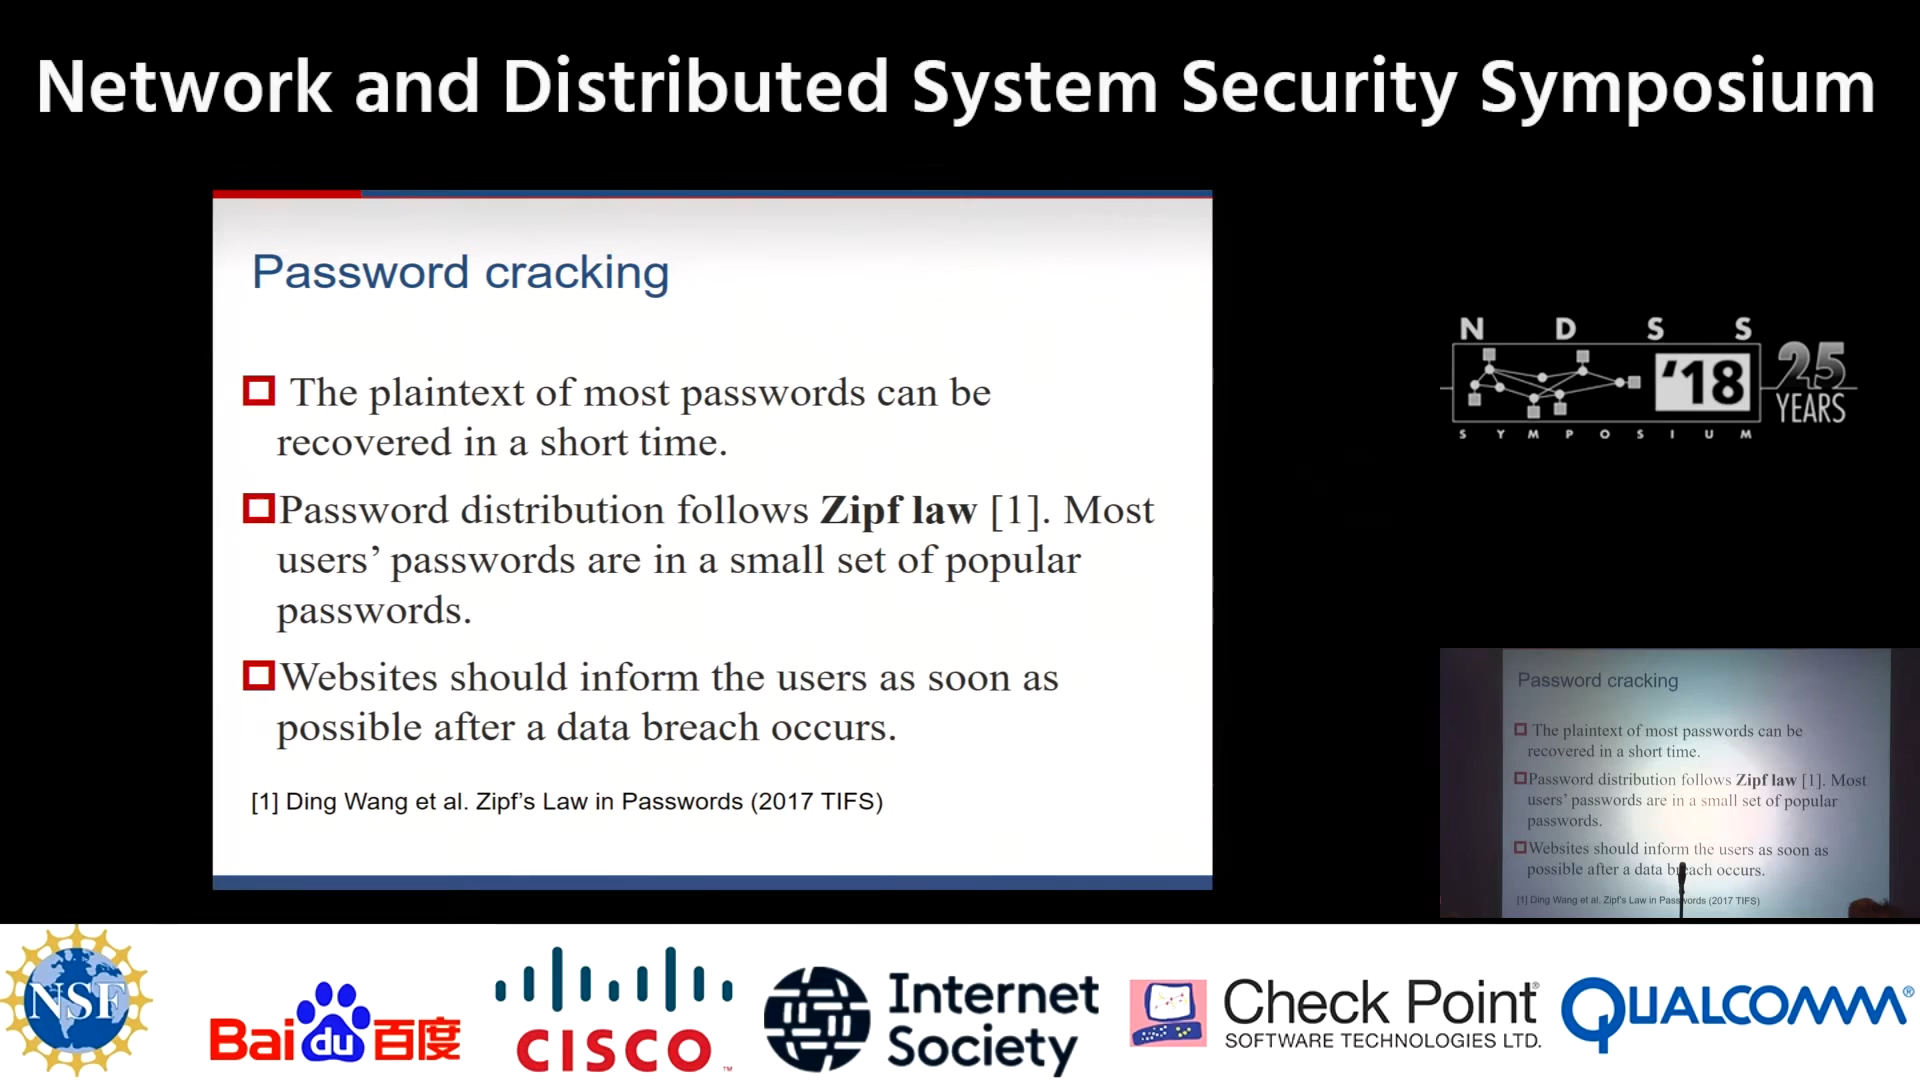 Network and Distributed System Security Symposium
Password cracking
The plaintext of most passwords can be
recovered in a short time.
Password distribution follows Zipf law [1]. Most
users’ passwords are in a small set of popular
passwords.
Websites should inform the users as soon as
possible after a data breach occurs.
[1] Ding Wang et al. Zipf’s Law in Passwords (2017 TIFS)
N D S S
‘18
25
YEARS
S Y M P O S I U M
Password cracking
The plaintext of most passwords can be
recovered in a short time.
Password distribution follows Zipf law [1]. Most
users’ passwords are in a small set of popular
passwords.
Websites should inform the users as soon as
possible after a data breach occurs.
[1] Ding Wang et al. Zipf’s Law in Passwords (2017 TIFS)
NSF
Bai du 百度
CISCO™
Internet
Society
Check Point®
SOFTWARE TECHNOLOGIES LTD.
QUALCOMM®